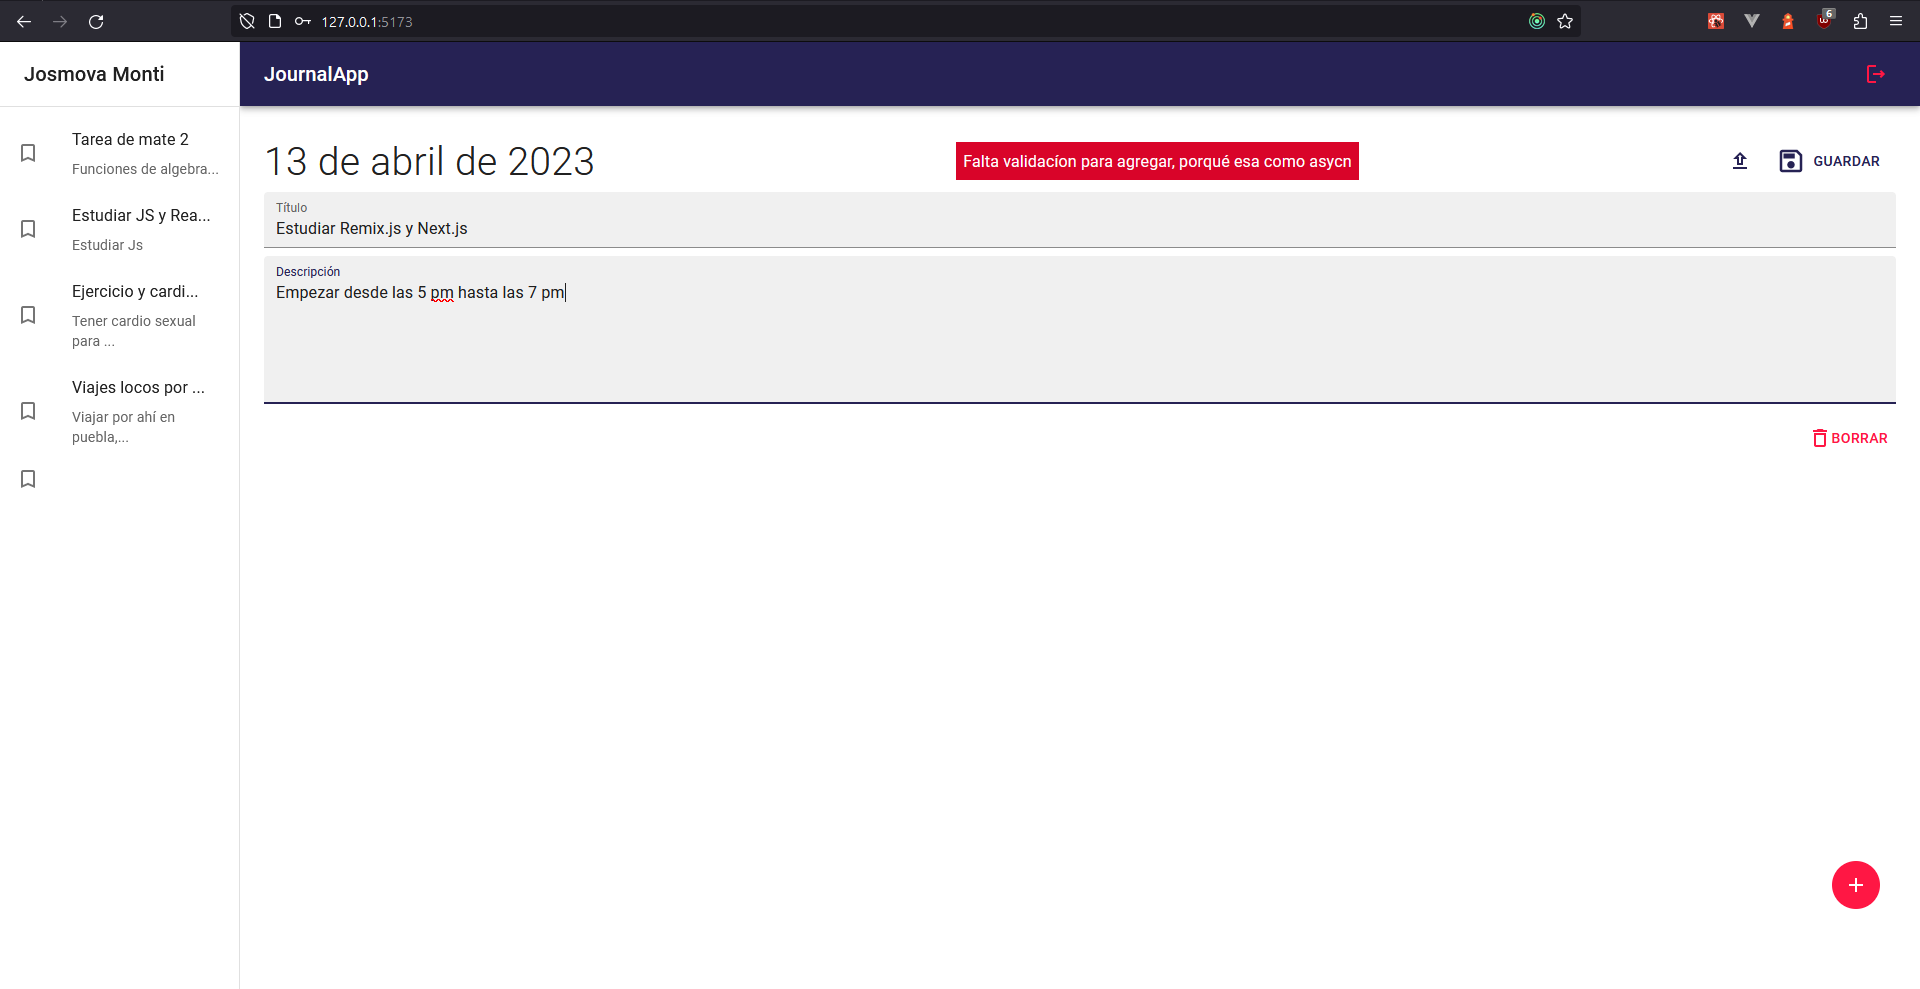 127.0.0.1:5173
6
Josmova Monti
JournalApp
Tarea de mate 2
Funciones de algebra...
Estudiar JS y Rea...
Estudiar Js
Ejercicio y cardi...
Tener cardio sexual
para ...
Viajes locos por ...
Viajar por ahí en
puebla,...
13 de abril de 2023
Falta validacíon para agregar, porqué esa como asycn
GUARDAR
Título
Estudiar Remix.js y Next.js
Descripción
Empezar desde las 5 pm hasta las 7 pm
BORRAR